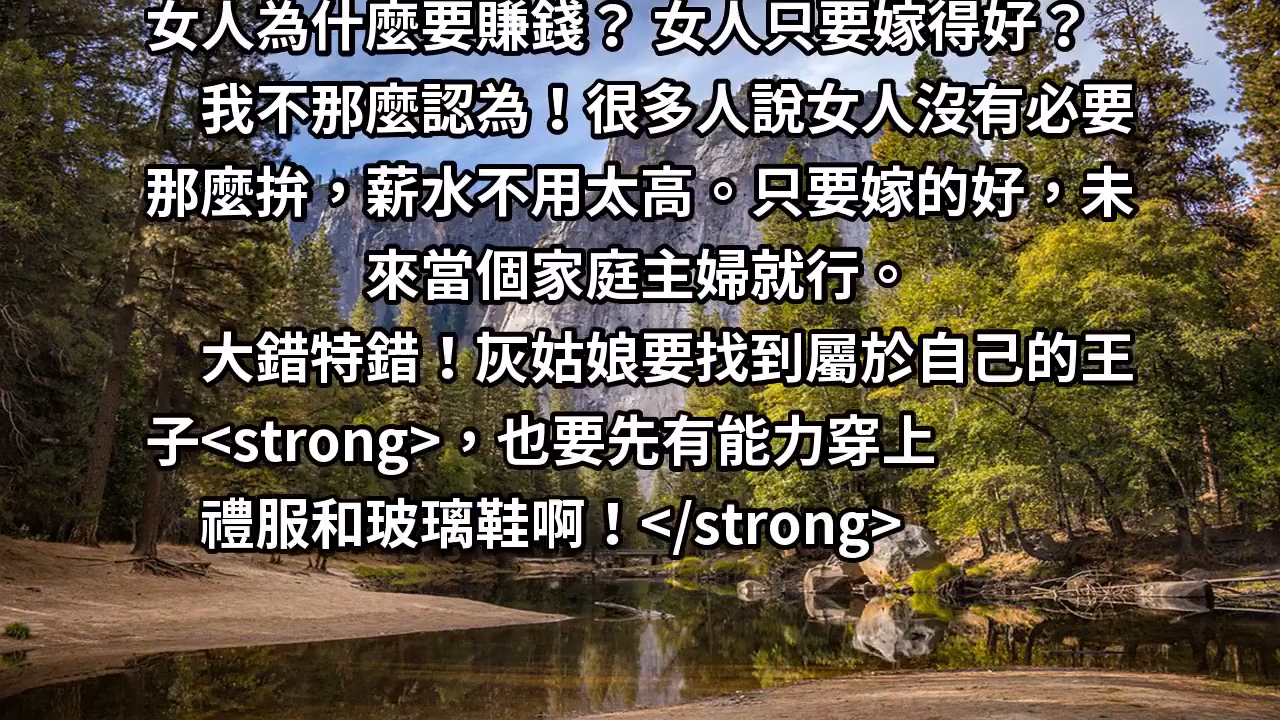 女人為什麼要賺錢？ 女人只要嫁得好？
我不那麼認為！很多人說女人沒有必要
那麼拚，薪水不用太高。只要嫁的好，未
來當個家庭主婦就行。
大錯特錯！灰姑娘要找到屬於自己的王
子<strong>，也要先有能力穿上
禮服和玻璃鞋啊！</strong>